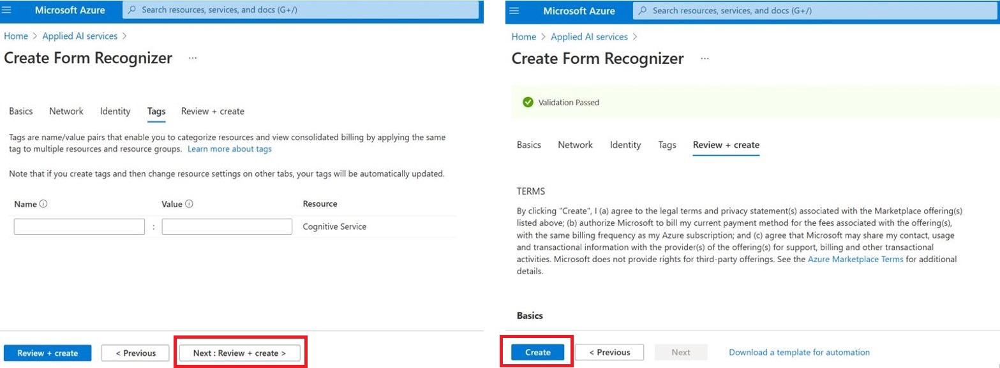 Microsoft Azure
Search resources, services, and docs (G+/)
Home > Applied AI services >
Create Form Recognizer ...
Basics Network Identity Tags Review + create
Tags are name/value pairs that enable you to categorize resources and view consolidated billing by applying the same
tag to multiple resources and resource groups. Learn more about tags
Note that if you create tags and then change resource settings on other tabs, your tags will be automatically updated.
Name Value Resource
: Cognitive Service
Review + create < Previous Next : Review + create >
Microsoft Azure
Search resources, services, and docs (G+/)
Home > Applied AI services >
Create Form Recognizer ...
Validation Passed
Basics Network Identity Tags Review + create
TERMS
By clicking "Create", I (a) agree to the legal terms and privacy statement(s) associated with the Marketplace offering(s)
listed above; (b) authorize Microsoft to bill my current payment method for the fees associated with the offering(s),
with the same billing frequency as my Azure subscription; and (c) agree that Microsoft may share my contact, usage
and transactional information with the provider(s) of the offering(s) for support, billing and other transactional
activities. Microsoft does not provide rights for third-party offerings. See the Azure Marketplace Terms for additional
details.
Basics
Create < Previous Next Download a template for automation